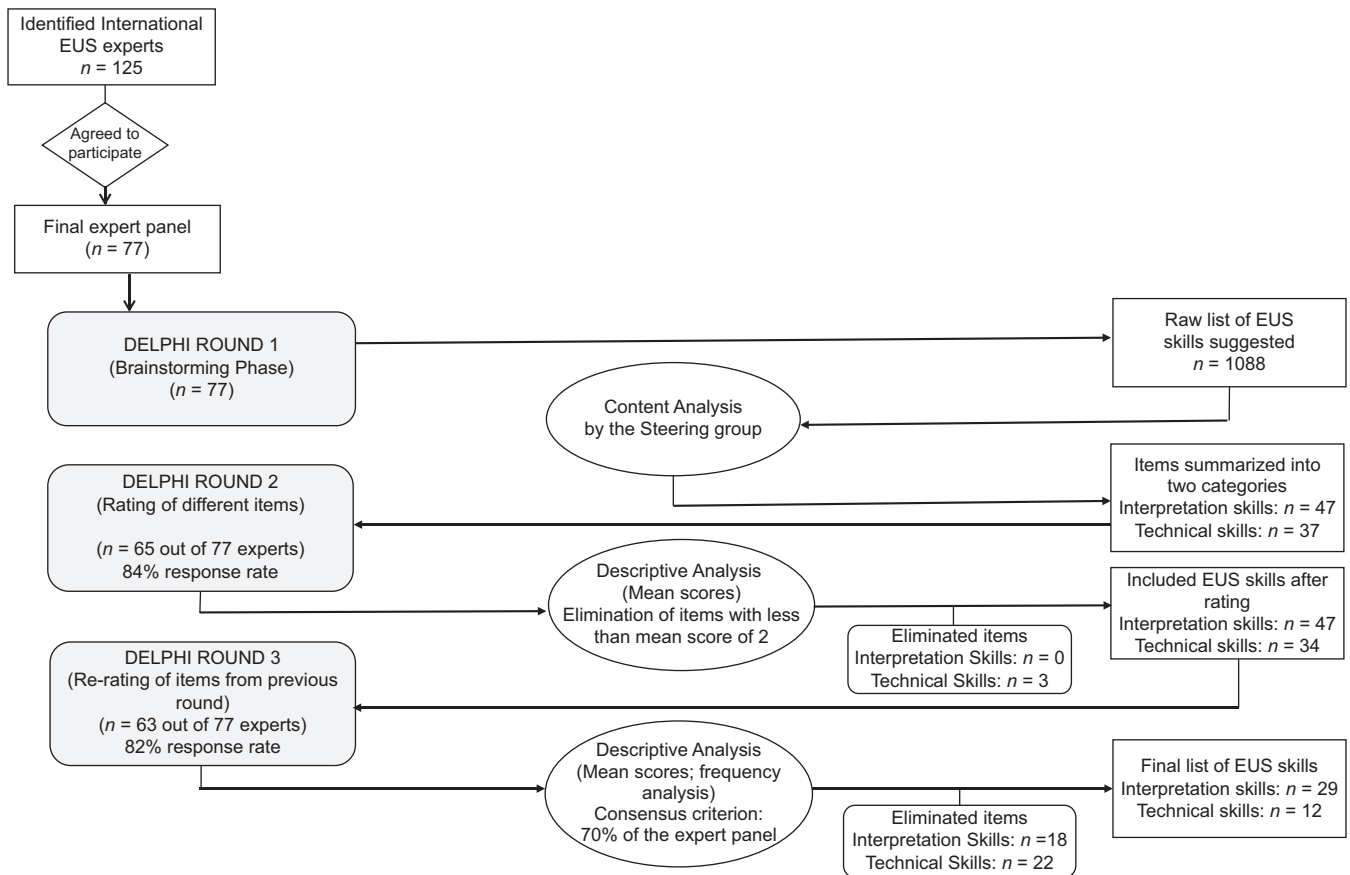 Identified International
EUS experts
n = 125
Agreed to
participate
Final expert panel
(n = 77)
DELPHI ROUND 1
(Brainstorming Phase)
(n = 77)
Raw list of EUS
skills suggested
n = 1088
Content Analysis
by the Steering group
Items summarized into
two categories
Interpretation skills: n = 47
Technical skills: n = 37
DELPHI ROUND 2
(Rating of different items)
(n = 65 out of 77 experts)
84% response rate
Descriptive Analysis
(Mean scores)
Elimination of items with less
than mean score of 2
Eliminated items
Interpretation Skills: n = 0
Technical Skills: n = 3
Included EUS skills after
rating
Interpretation skills: n = 47
Technical skills: n = 34
DELPHI ROUND 3
(Re-rating of items from previous
round)
(n = 63 out of 77 experts)
82% response rate
Descriptive Analysis
(Mean scores; frequency
analysis)
Consensus criterion:
70% of the expert panel
Eliminated items
Interpretation Skills: n =18
Technical Skills: n = 22
Final list of EUS skills
Interpretation skills: n = 29
Technical skills: n = 12